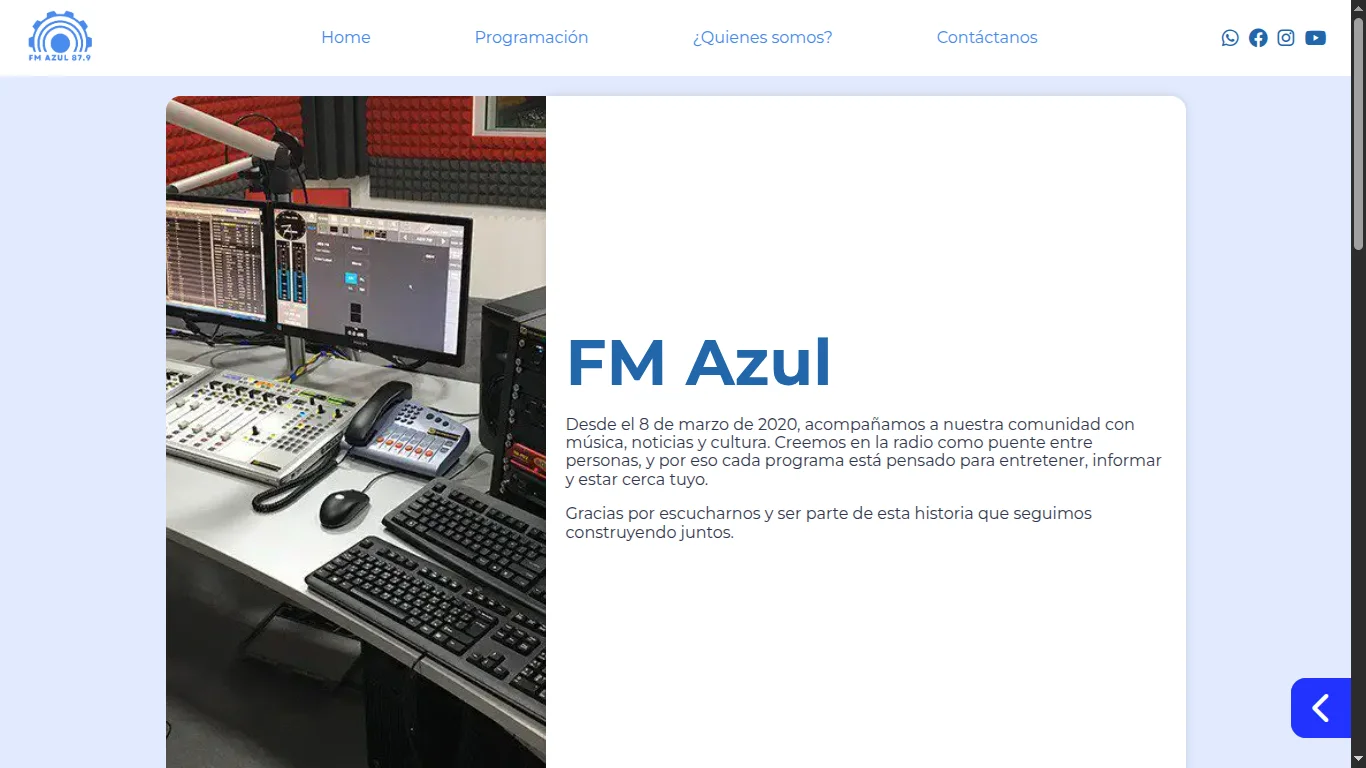 FM AZUL 87.9
Home
Programación
¿Quienes somos?
Contáctanos
FM Azul
Desde el 8 de marzo de 2020, acompañamos a nuestra comunidad con
música, noticias y cultura. Creemos en la radio como puente entre
personas, y por eso cada programa está pensado para entretener, informar
y estar cerca tuyo.
Gracias por escucharnos y ser parte de esta historia que seguimos
construyendo juntos.